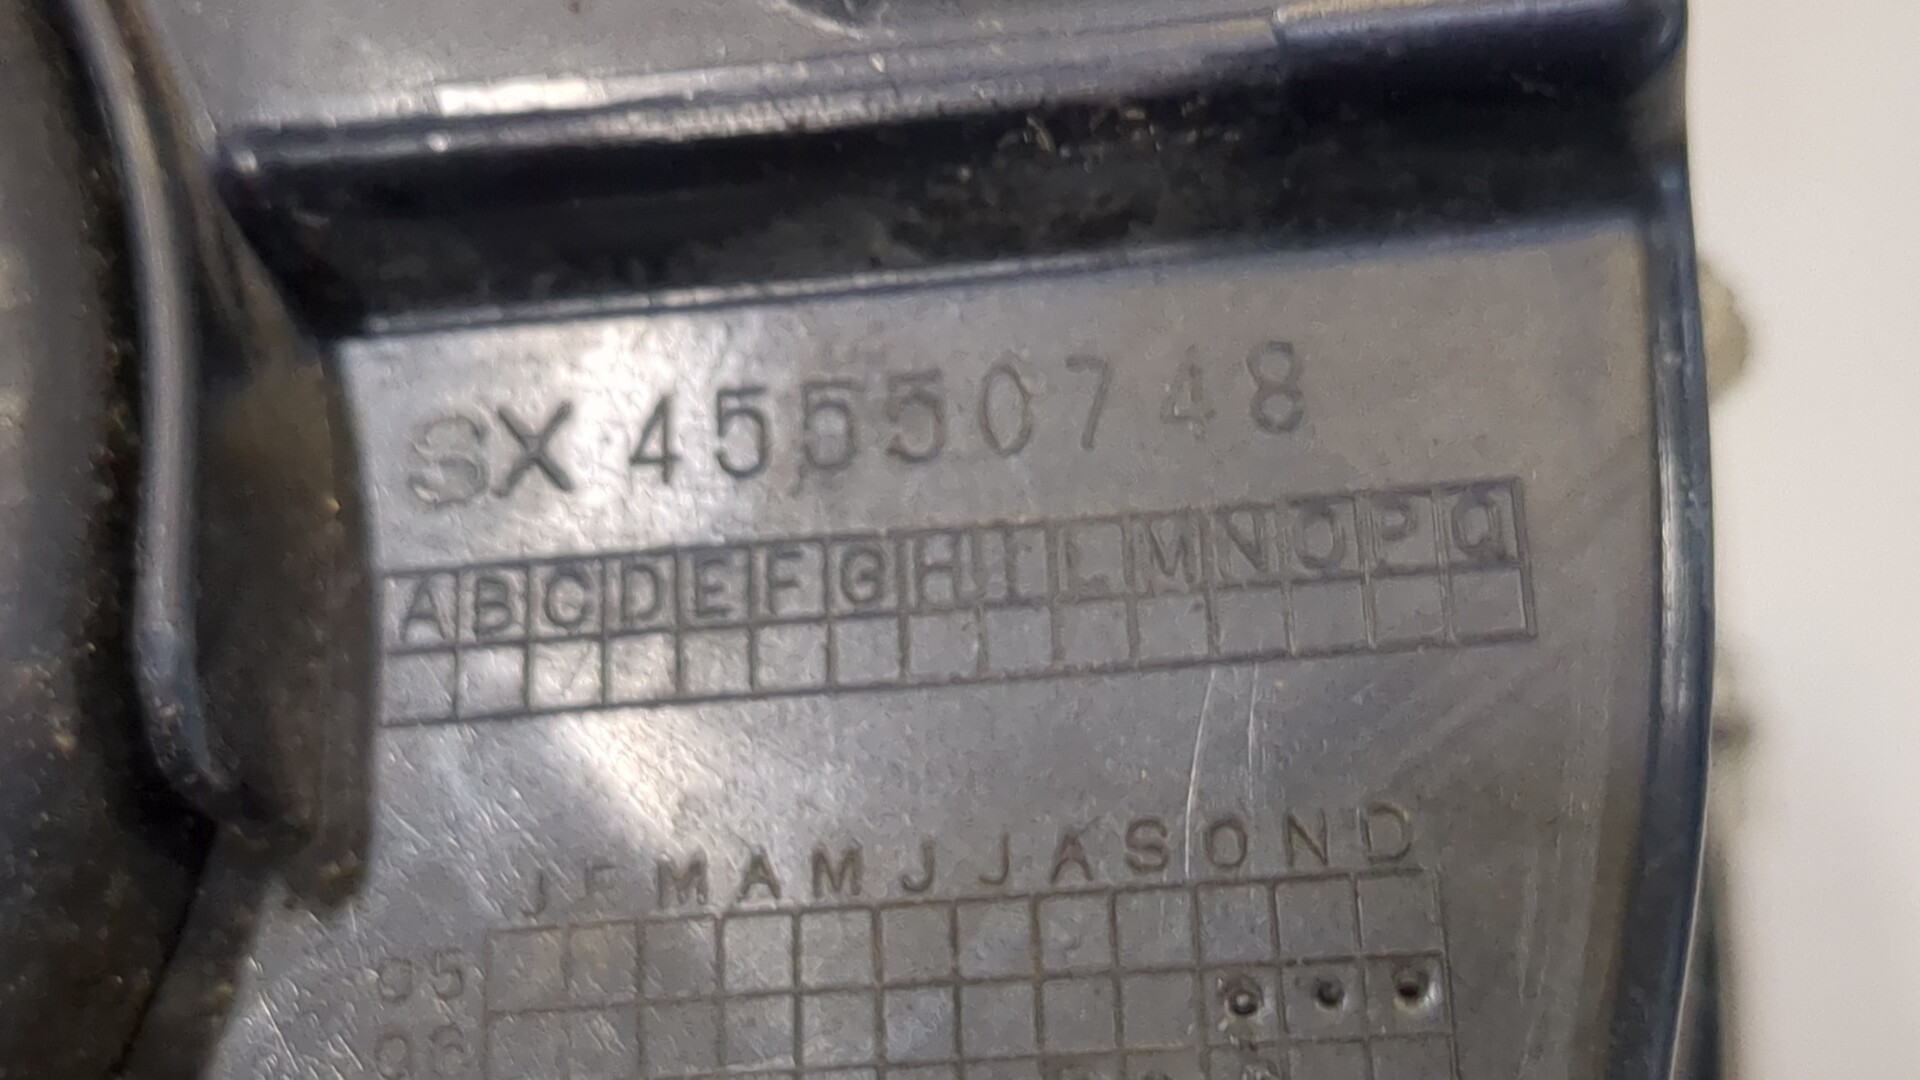 SX 45550748
A B C D E F G H I L M N O P Q
J F M A M J J A S O N D
05
06